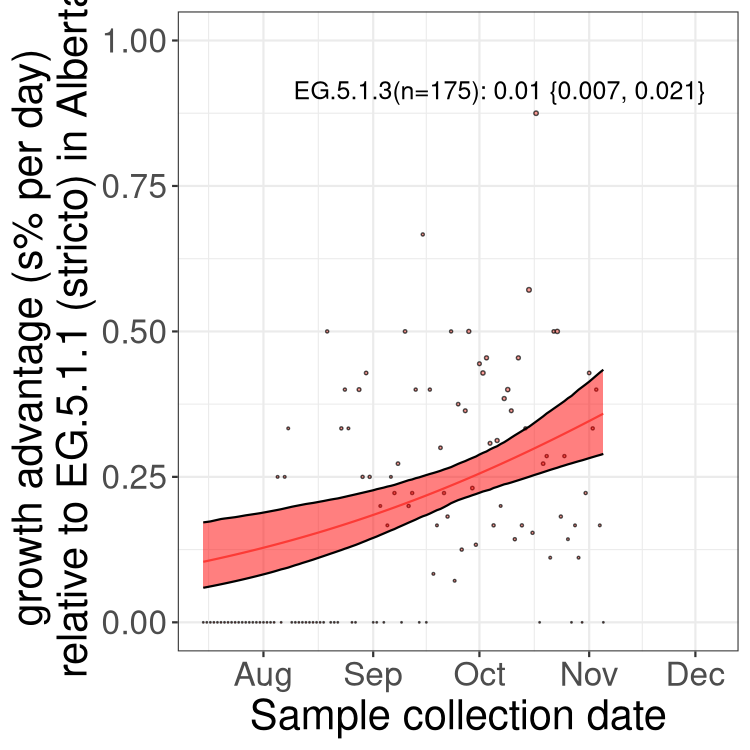 growth advantage (s% per day)
relative to EG.5.1.1 (stricto) in Alberta
1.00
0.75
0.50
0.25
0.00
EG.5.1.3(n=175): 0.01 {0.007, 0.021}
Aug Sep Oct Nov Dec
Sample collection date